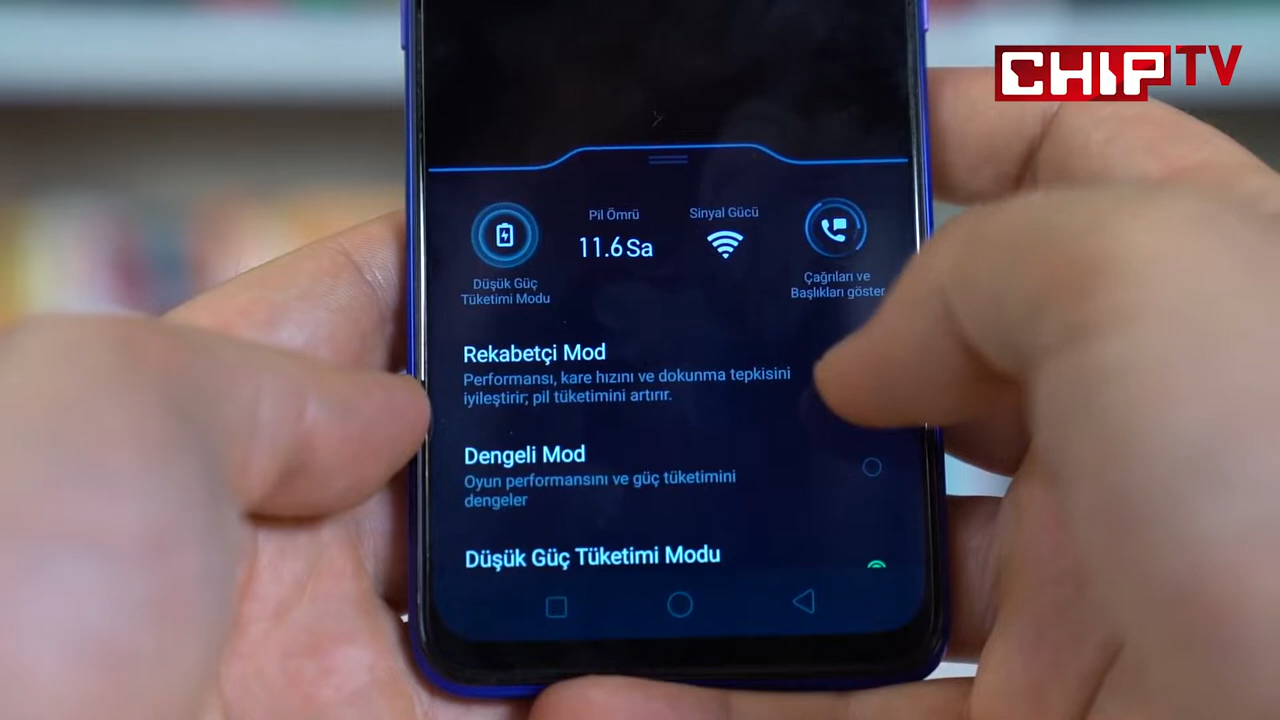 CHIP TV
Pil Ömrü
11.6 Sa
Sinyal Gücü
Düşük Güç
Tüketimi Modu
Çağrıları ve
Başlıkları göster
Rekabetçi Mod
Performansı, kare hızını ve dokunma tepkisini
iyileştirir; pil tüketimini artırır.
Dengeli Mod
Oyun performansını ve güç tüketimini
dengeler
Düşük Güç Tüketimi Modu